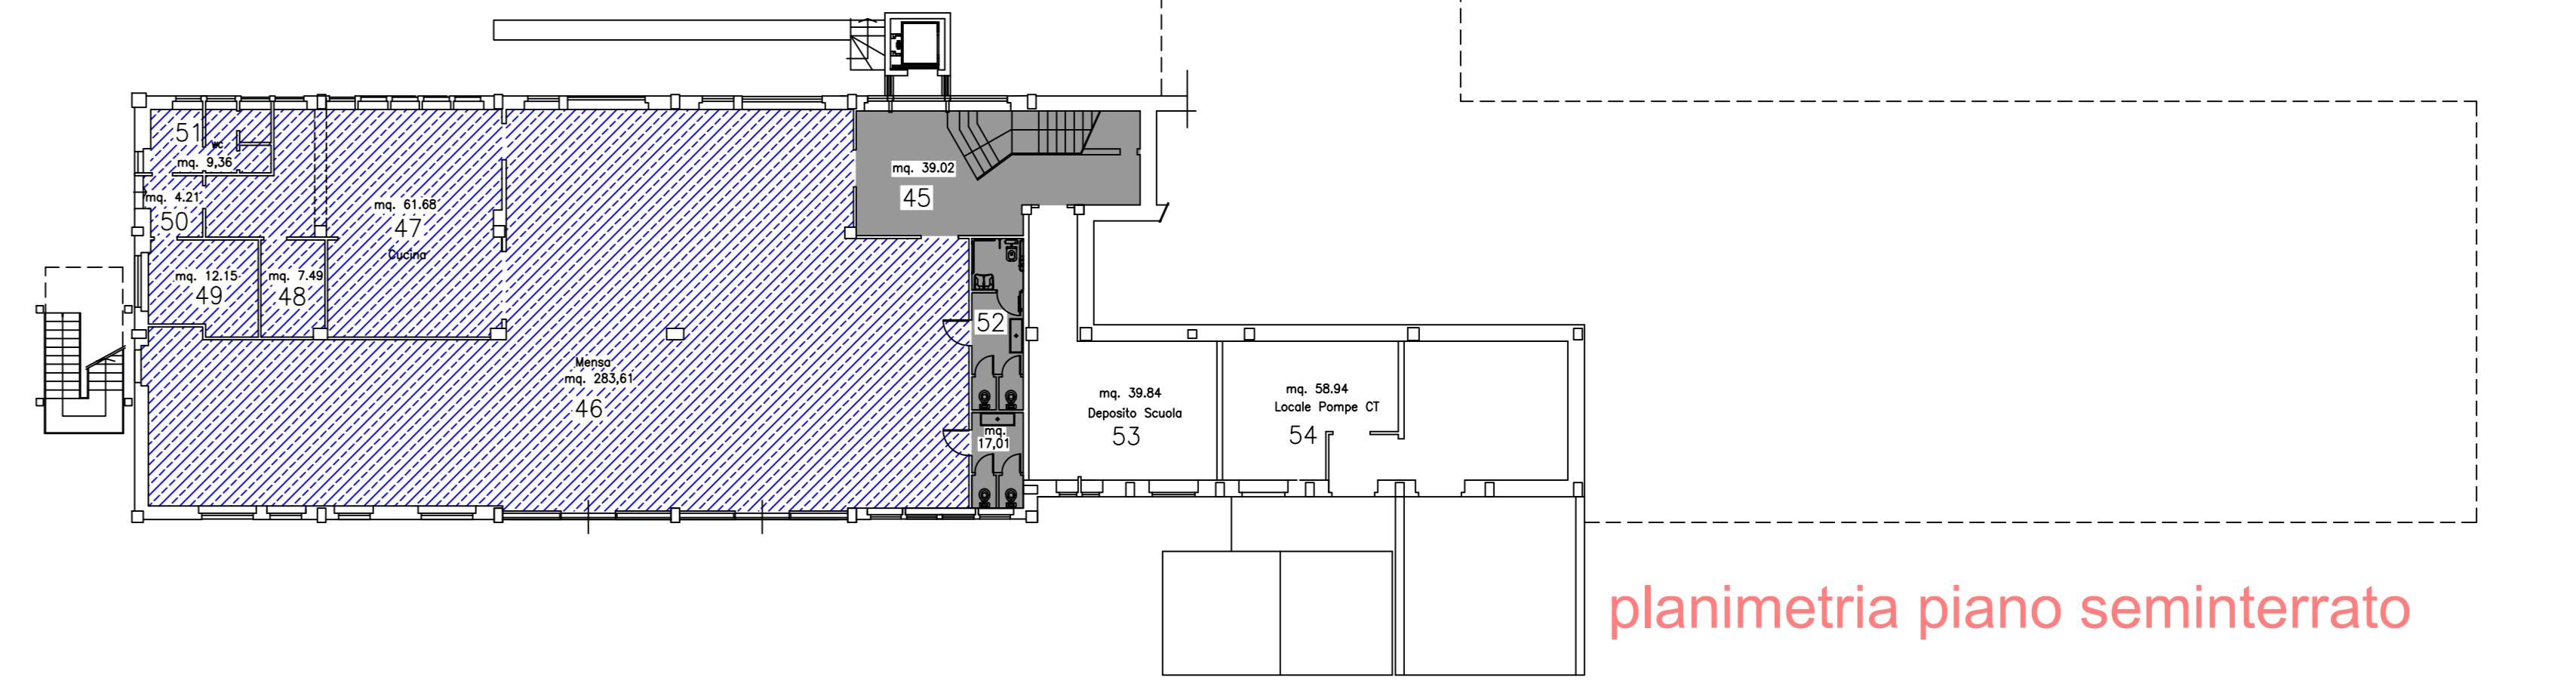 51
wc
mq. 9,36
mq. 4.21
50
mq. 61.68
47
Cucina
mq. 12.15
49
mq. 7.49
48
mq. 39.02
45
52
Mensa
mq. 283,61
46
mq.
17,01
mq. 39.84
Deposito Scuola
53
mq. 58.94
Locale Pompe CT
54
planimetria piano seminterrato